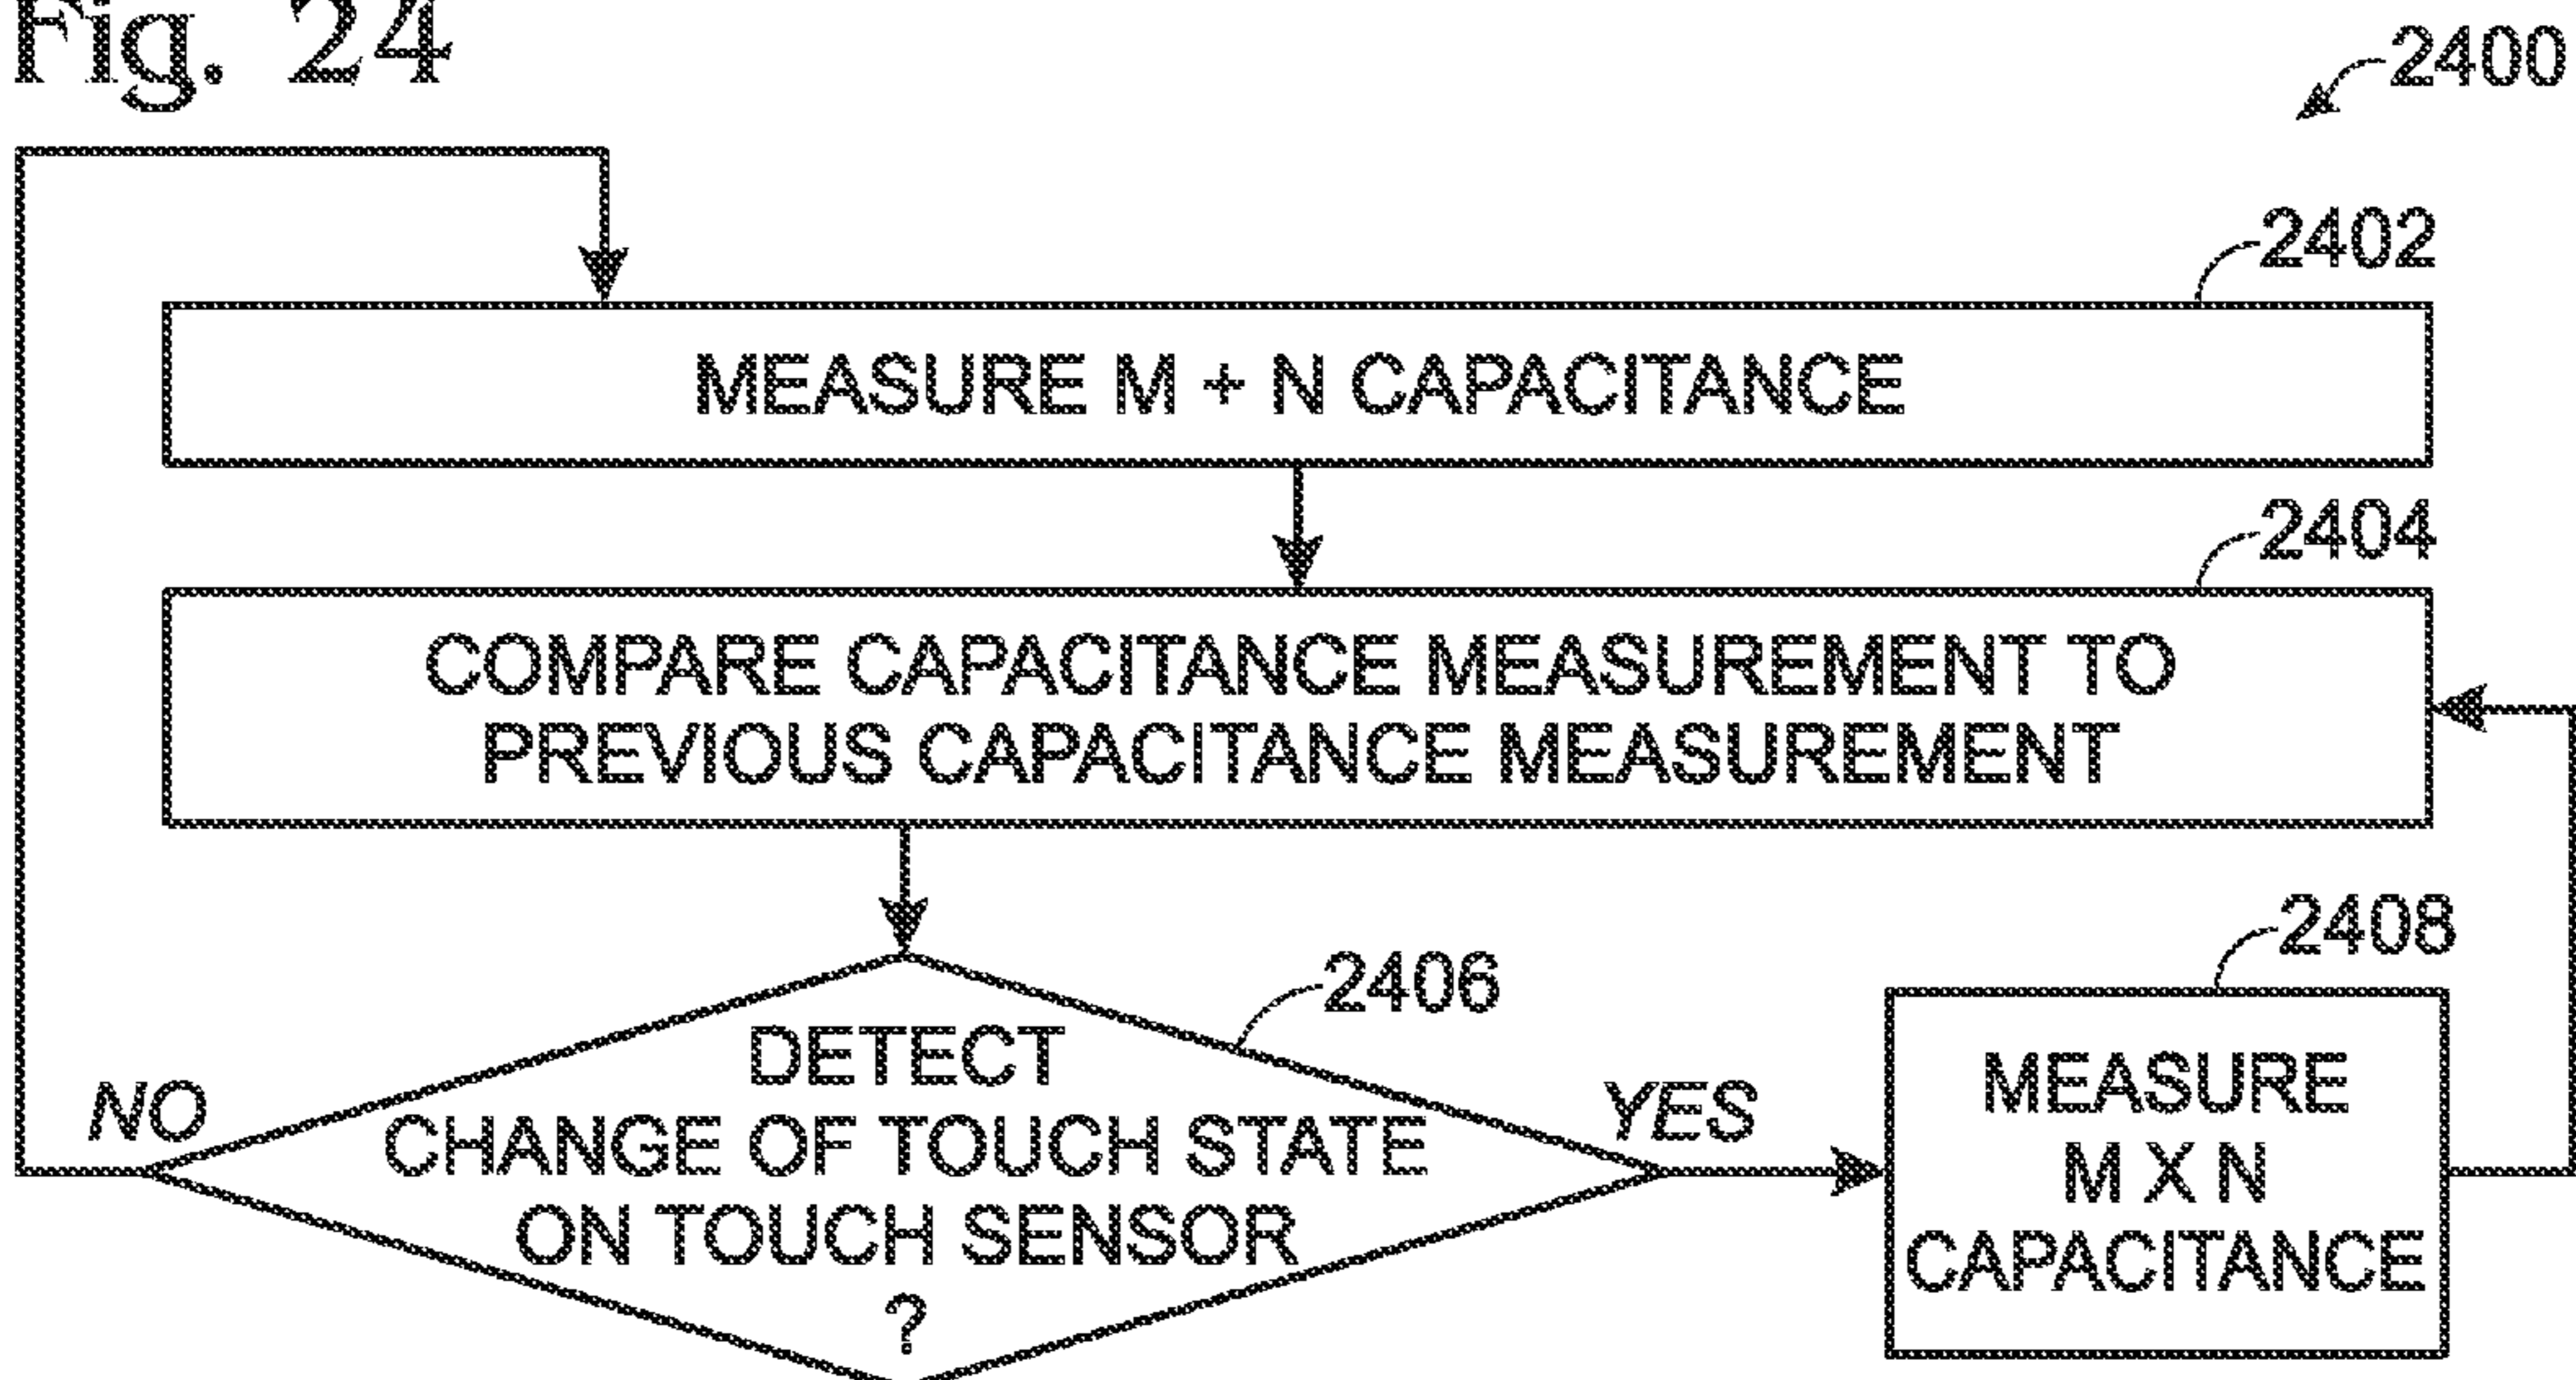 Fig. 24
2400
2402
MEASURE M + N CAPACITANCE
2404
COMPARE CAPACITANCE MEASUREMENT TO
PREVIOUS CAPACITANCE MEASUREMENT
2406
2408
DETECT
CHANGE OF TOUCH STATE
ON TOUCH SENSOR
?
NO
YES
MEASURE
M X N
CAPACITANCE